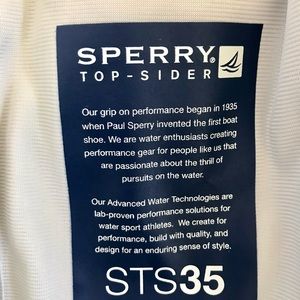 SPERRY®
TOP-SIDER
Our grip on performance began in 1935
when Paul Sperry invented the first boat
shoe. We are water enthusiasts creating
performance gear for people like us that
are passionate about the thrill of
pursuits on the water.
Our Advanced Water Technologies are
lab-proven performance solutions for
water sport athletes. We create for
performance, build with quality, and
design for an enduring sense of style.
STS35